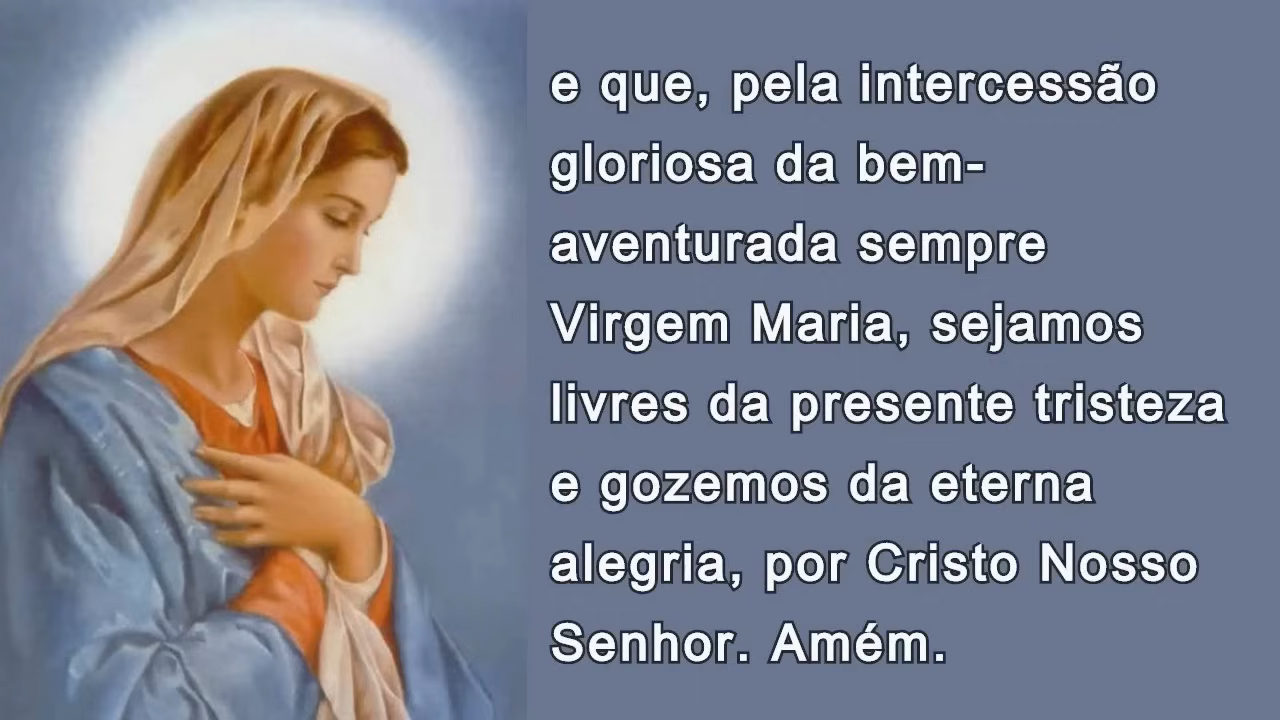 e que, pela intercessão
gloriosa da bem-
aventurada sempre
Virgem Maria, sejamos
livres da presente tristeza
e gozemos da eterna
alegria, por Cristo Nosso
Senhor. Amém.